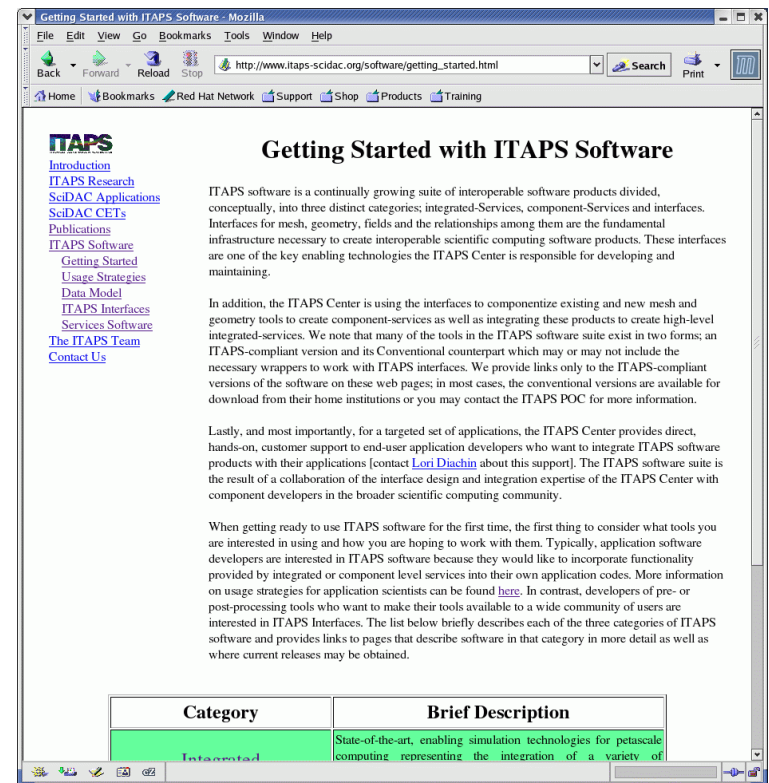 Getting Started with ITAPS Software - Mozilla
File Edit View Go Bookmarks Tools Window Help
Back Forward Reload Stop http://www.itaps-scidac.org/software/getting_started.html Search Print
Home Bookmarks Red Hat Network Support Shop Products Training
ITAPS
Introduction
ITAPS Research
SciDAC Applications
SciDAC CETs
Publications
ITAPS Software
Getting Started
Usage Strategies
Data Model
ITAPS Interfaces
Services Software
The ITAPS Team
Contact Us
Getting Started with ITAPS Software
ITAPS software is a continually growing suite of interoperable software products divided,
conceptually, into three distinct categories; integrated-Services, component-Services and interfaces.
Interfaces for mesh, geometry, fields and the relationships among them are the fundamental
infrastructure necessary to create interoperable scientific computing software products. These interfaces
are one of the key enabling technologies the ITAPS Center is responsible for developing and
maintaining.
In addition, the ITAPS Center is using the interfaces to componentize existing and new mesh and
geometry tools to create component-services as well as integrating these products to create high-level
integrated-services. We note that many of the tools in the ITAPS software suite exist in two forms; an
ITAPS-compliant version and its Conventional counterpart which may or may not include the
necessary wrappers to work with ITAPS interfaces. We provide links only to the ITAPS-compliant
versions of the software on these web pages; in most cases, the conventional versions are available for
download from their home institutions or you may contact the ITAPS POC for more information.
Lastly, and most importantly, for a targeted set of applications, the ITAPS Center provides direct,
hands-on, customer support to end-user application developers who want to integrate ITAPS software
products with their applications [contact Lori Diachin about this support]. The ITAPS software suite is
the result of a collaboration of the interface design and integration expertise of the ITAPS Center with
component developers in the broader scientific computing community.
When getting ready to use ITAPS software for the first time, the first thing to consider what tools you
are interested in using and how you are hoping to work with them. Typically, application software
developers are interested in ITAPS software because they would like to incorporate functionality
provided by integrated or component level services into their own application codes. More information
on usage strategies for application scientists can be found here. In contrast, developers of pre- or
post-processing tools who want to make their tools available to a wide community of users are
interested in ITAPS Interfaces. The list below briefly describes each of the three categories of ITAPS
software and provides links to pages that describe software in that category in more detail as well as
where current releases may be obtained.
Category Brief Description
Integrated
State-of-the-art, enabling simulation technologies for petascale
computing representing the integration of a variety of